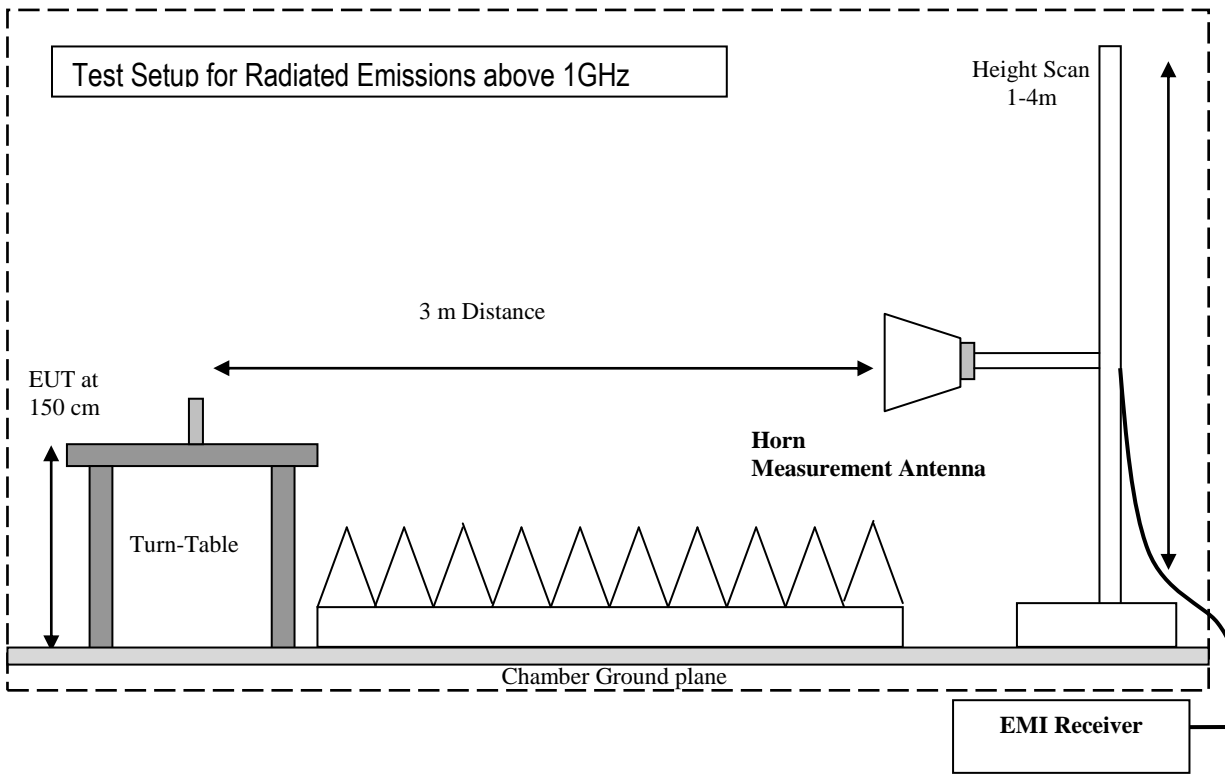 Test Setup for Radiated Emissions above 1GHz
Height Scan
1-4m
3 m Distance
EUT at
150 cm
Horn
Measurement Antenna
Turn-Table
Chamber Ground plane
EMI Receiver